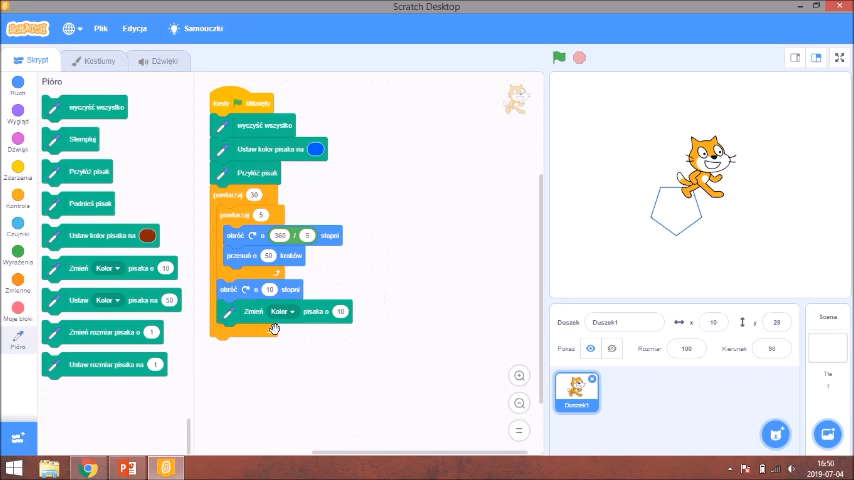 Scratch Desktop
SCRATCH
Plik
Edycja
Samouczki
Skrypt
Kostiumy
Dźwięki
Ruch
Wygląd
Dźwięk
Zdarzenia
Kontrola
Czujniki
Wyrażenia
Zmienne
Moje bloki
Pióro
Pióro
wyczyść wszystko
Stempluj
Przyłóż pisak
Podnieś pisak
Ustaw kolor pisaka na
Zmień Kolor pisaka o 10
Ustaw Kolor pisaka na 50
Zmień rozmiar pisaka o 1
Ustaw rozmiar pisaka na 1
kiedy kliknięty
wyczyść wszystko
Ustaw kolor pisaka na
Przyłóż pisak
powtarzaj 30
powtarzaj 5
obróć o 360 / 5 stopni
przesuń o 50 kroków
obróć o 10 stopni
Zmień Kolor pisaka o 10
Duszek
Duszek1
x 10
y 29
Pokaż
Rozmiar 100
Kierunek 90
Duszek1
Scena
Tła
1
16:50
2019-07-04